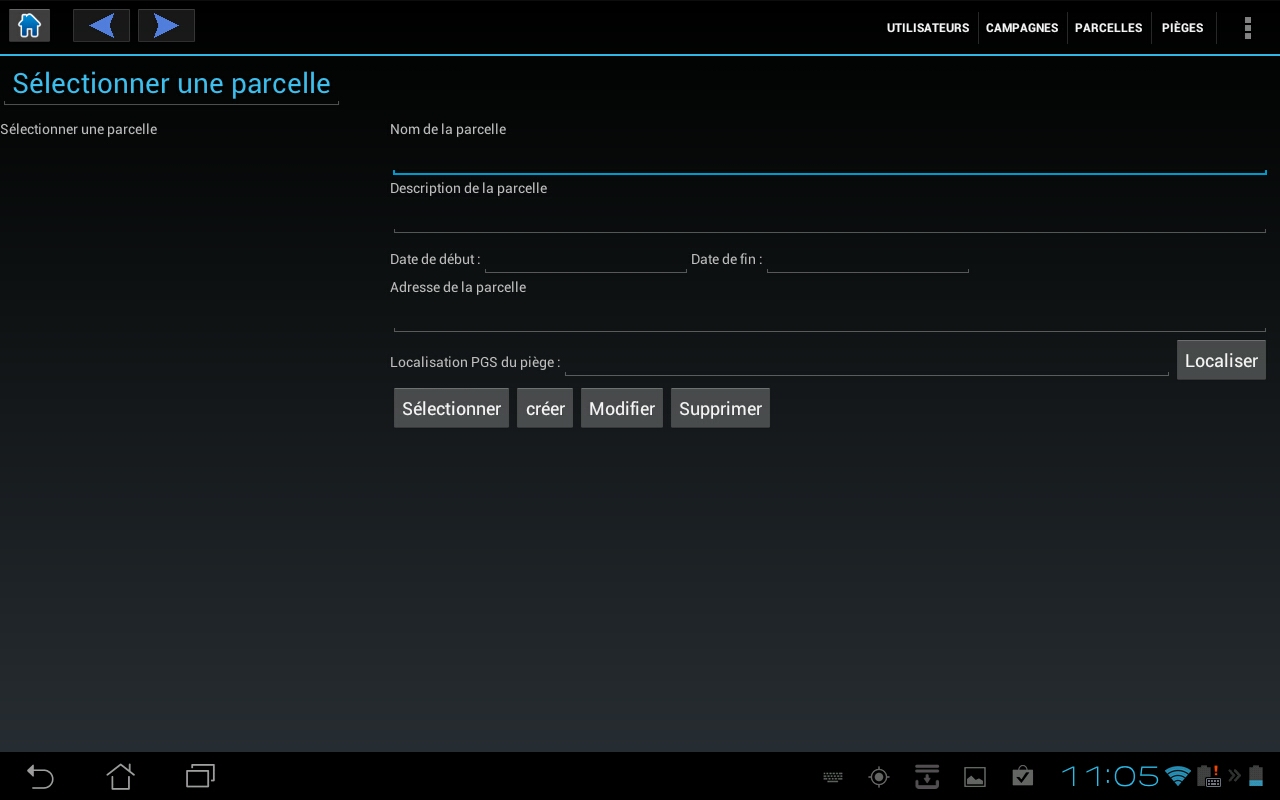 UTILISATEURS CAMPAGNES PARCELLES PIÈGES
Sélectionner une parcelle
Sélectionner une parcelle
Nom de la parcelle
Description de la parcelle
Date de début : Date de fin :
Adresse de la parcelle
Localisation PGS du piège : Localiser
Sélectionner créer Modifier Supprimer
11:05